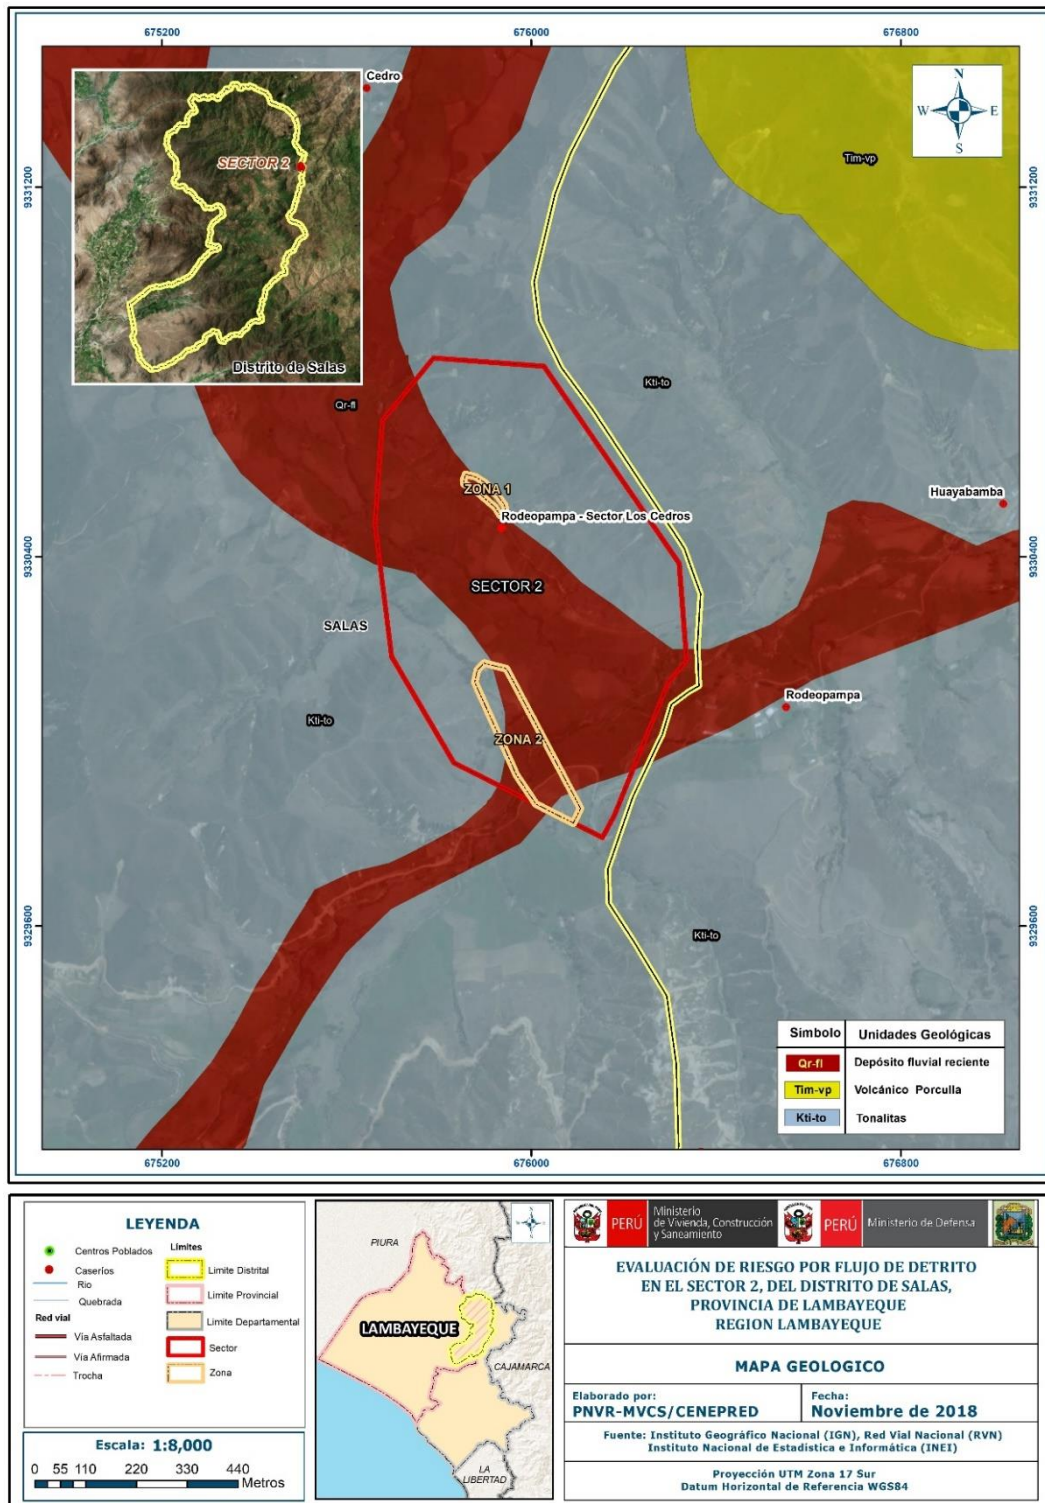 675200
676000
676800
Cedro
N
W
E
S
SECTOR 2
Tim-vp
9331200
9331200
Distrito de Salas
Qr-fl
Kti-to
ZONA 1
Huayabamba
Rodeopampa - Sector Los Cedros
9330400
9330400
SECTOR 2
SALAS
Rodeopampa
Kti-to
ZONA 2
9329600
9329600
Kti-to
Simbolo
Unidades Geológicas
Qr-fl
Depósito fluvial reciente
Tim-vp
Volcánico Porculla
Kti-to
Tonalitas
675200
676000
676800
LEYENDA
Centros Poblados
Caseríos
Rio
Quebrada
Red vial
Vía Asfaltada
Vía Afirmada
Trocha
Límites
Limite Distrital
Limite Provincial
Limite Departamental
Sector
Zona
Escala: 1:8,000
0 55 110 220 330 440
Metros
PIURA
LAMBAYEQUE
CAJAMARCA
LA
LIBERTAD
PERÚ
Ministerio
de Vivienda, Construcción
y Saneamiento
PERÚ
Ministerio de Defensa
EVALUACIÓN DE RIESGO POR FLUJO DE DETRITO
EN EL SECTOR 2, DEL DISTRITO DE SALAS,
PROVINCIA DE LAMBAYEQUE
REGION LAMBAYEQUE
MAPA GEOLOGICO
Elaborado por:
PNVR-MVCS/CENEPRED
Fecha:
Noviembre de 2018
Fuente: Instituto Geográfico Nacional (IGN), Red Vial Nacional (RVN)
Instituto Nacional de Estadística e Informática (INEI)
Proyección UTM Zona 17 Sur
Datum Horizontal de Referencia WGS84